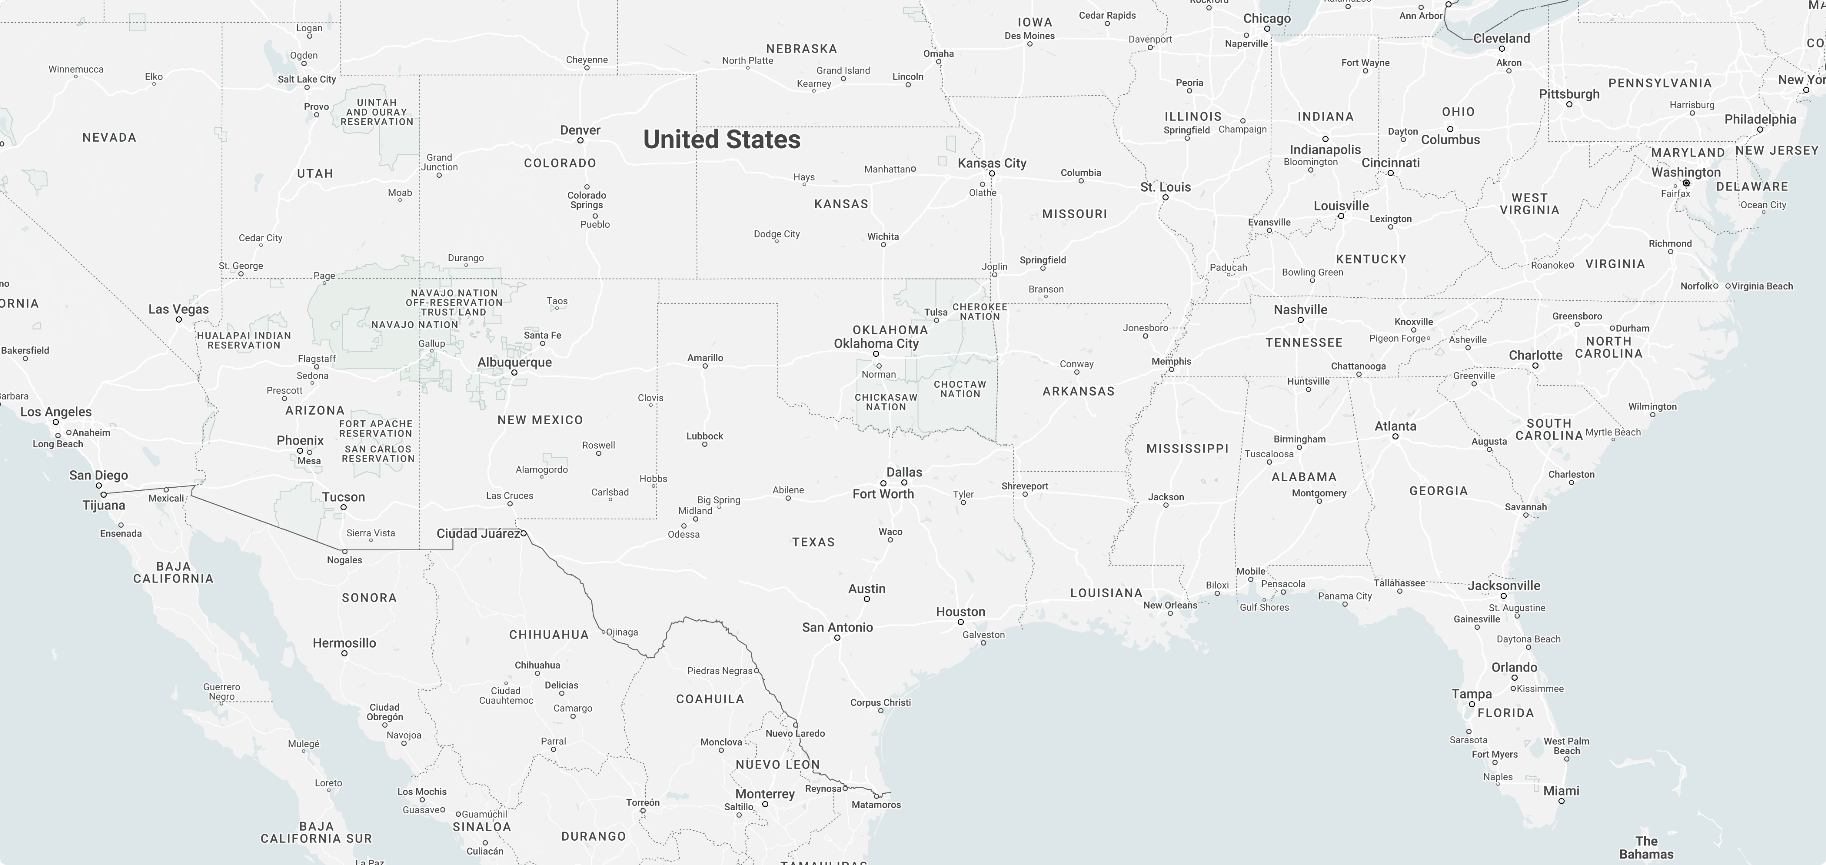 Logan
Ogden
Salt Lake City
Provo
Winnemucca
Elko
NEVADA
UINTAH
AND OURAY
RESERVATION
UTAH
Moab
Grand
Junction
Cedar City
St. George
Page
Cheyenne
Denver
COLORADO
Colorado
Springs
Pueblo
Durango
United States
NEBRASKA
North Platte
Grand Island
Kearney
Lincoln
Omaha
IOWA
Des Moines
Cedar Rapids
Davenport
Rockford
Chicago
Naperville
Kalamazoo
Ann Arbor
Cleveland
Akron
Fort Wayne
Peoria
ILLINOIS
Springfield
Champaign
INDIANA
Indianapolis
Bloomington
OHIO
Dayton
Columbus
Cincinnati
Pittsburgh
PENNSYLVANIA
Harrisburg
New Yor
Philadelphia
MARYLAND
NEW JERSEY
Washington
Fairfax
DELAWARE
Ocean City
MA
CO
WEST
VIRGINIA
Richmond
VIRGINIA
Roanoke
Norfolk
Virginia Beach
Manhattan
Hays
KANSAS
Dodge City
Wichita
Kansas City
Olathe
Columbia
St. Louis
MISSOURI
Springfield
Joplin
Branson
Louisville
Lexington
Evansville
KENTUCKY
Paducah
Bowling Green
no
ORNIA
Las Vegas
Bakersfield
arbara
Los Angeles
Anaheim
Long Beach
San Diego
Tijuana
Mexicali
Ensenada
HUALAPAI INDIAN
RESERVATION
NAVAJO NATION
OFF-RESERVATION
TRUST LAND
NAVAJO NATION
Gallup
Flagstaff
Sedona
Prescott
ARIZONA
Phoenix
Mesa
FORT APACHE
RESERVATION
SAN CARLOS
RESERVATION
Tucson
Sierra Vista
Nogales
Taos
Santa Fe
Albuquerque
NEW MEXICO
Clovis
Roswell
Alamogordo
Carlsbad
Hobbs
Las Cruces
Ciudad Juárez
Amarillo
Lubbock
Big Spring
Midland
Odessa
Abilene
TEXAS
Dallas
Fort Worth
Tyler
Waco
Austin
San Antonio
Houston
Galveston
Corpus Christi
Tulsa
CHEROKEE
NATION
OKLAHOMA
Oklahoma City
Norman
CHICKASAW
NATION
CHOCTAW
NATION
Jonesboro
Conway
ARKANSAS
Memphis
Nashville
TENNESSEE
Knoxville
Pigeon Forge
Chattanooga
Huntsville
Asheville
Greensboro
Durham
NORTH
CAROLINA
Charlotte
Greenville
Wilmington
SOUTH
CAROLINA
Myrtle Beach
Charleston
Augusta
Atlanta
GEORGIA
Savannah
Birmingham
Tuscaloosa
ALABAMA
Montgomery
MISSISSIPPI
Jackson
Shreveport
LOUISIANA
New Orleans
Biloxi
Mobile
Gulf Shores
Pensacola
Panama City
Tallahassee
Jacksonville
St. Augustine
Gainesville
Daytona Beach
Orlando
Kissimmee
Tampa
FLORIDA
Sarasota
Fort Myers
Naples
West Palm
Beach
Miami
The
Bahamas
BAJA
CALIFORNIA
SONORA
Hermosillo
Guerrero
Negro
Ciudad
Obregón
Navojoa
Mulegé
Loreto
BAJA
CALIFORNIA SUR
La Paz
Los Mochis
Guasave
Guamúchil
SINALOA
Culiacán
CHIHUAHUA
Ojinaga
Chihuahua
Ciudad
Cuauhtemoc
Delicias
Camargo
Parral
Torreón
DURANGO
Piedras Negras
COAHUILA
Nuevo Laredo
Monclova
NUEVO LEON
Monterrey
Saltillo
Reynosa
Matamoros
TAMAULIPAS